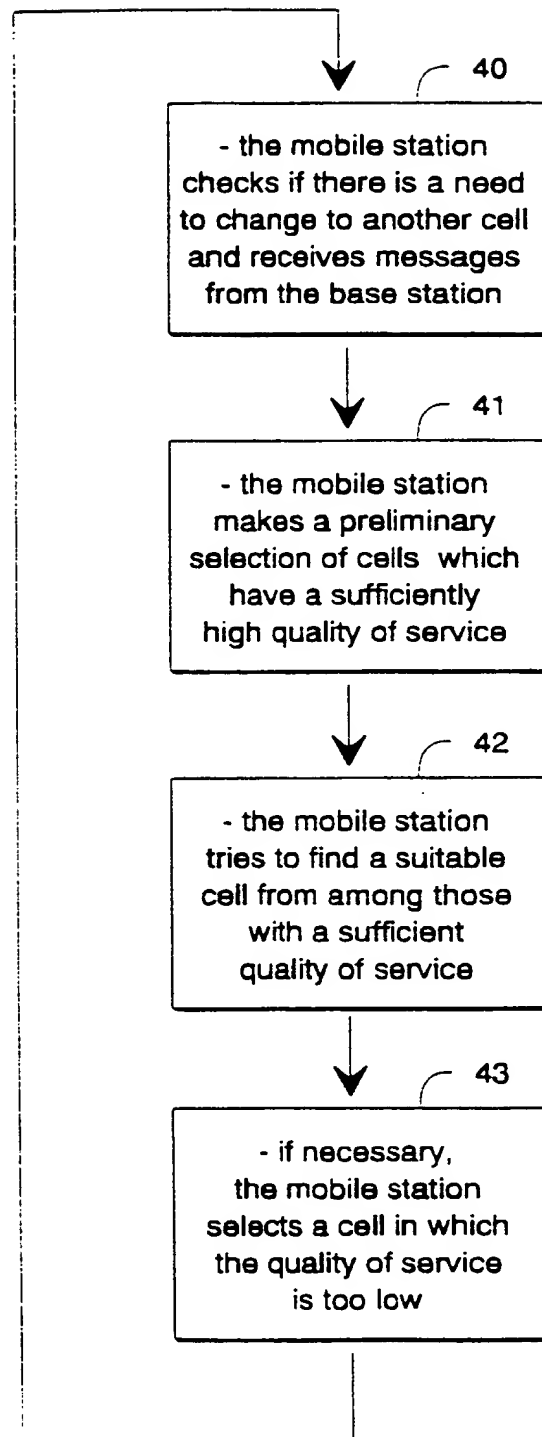 40
- the mobile station
checks if there is a need
to change to another cell
and receives messages
from the base station
41
- the mobile station
makes a preliminary
selection of cells which
have a sufficiently
high quality of service
42
- the mobile station
tries to find a suitable
cell from among those
with a sufficient
quality of service
43
- if necessary,
the mobile station
selects a cell in which
the quality of service
is too low